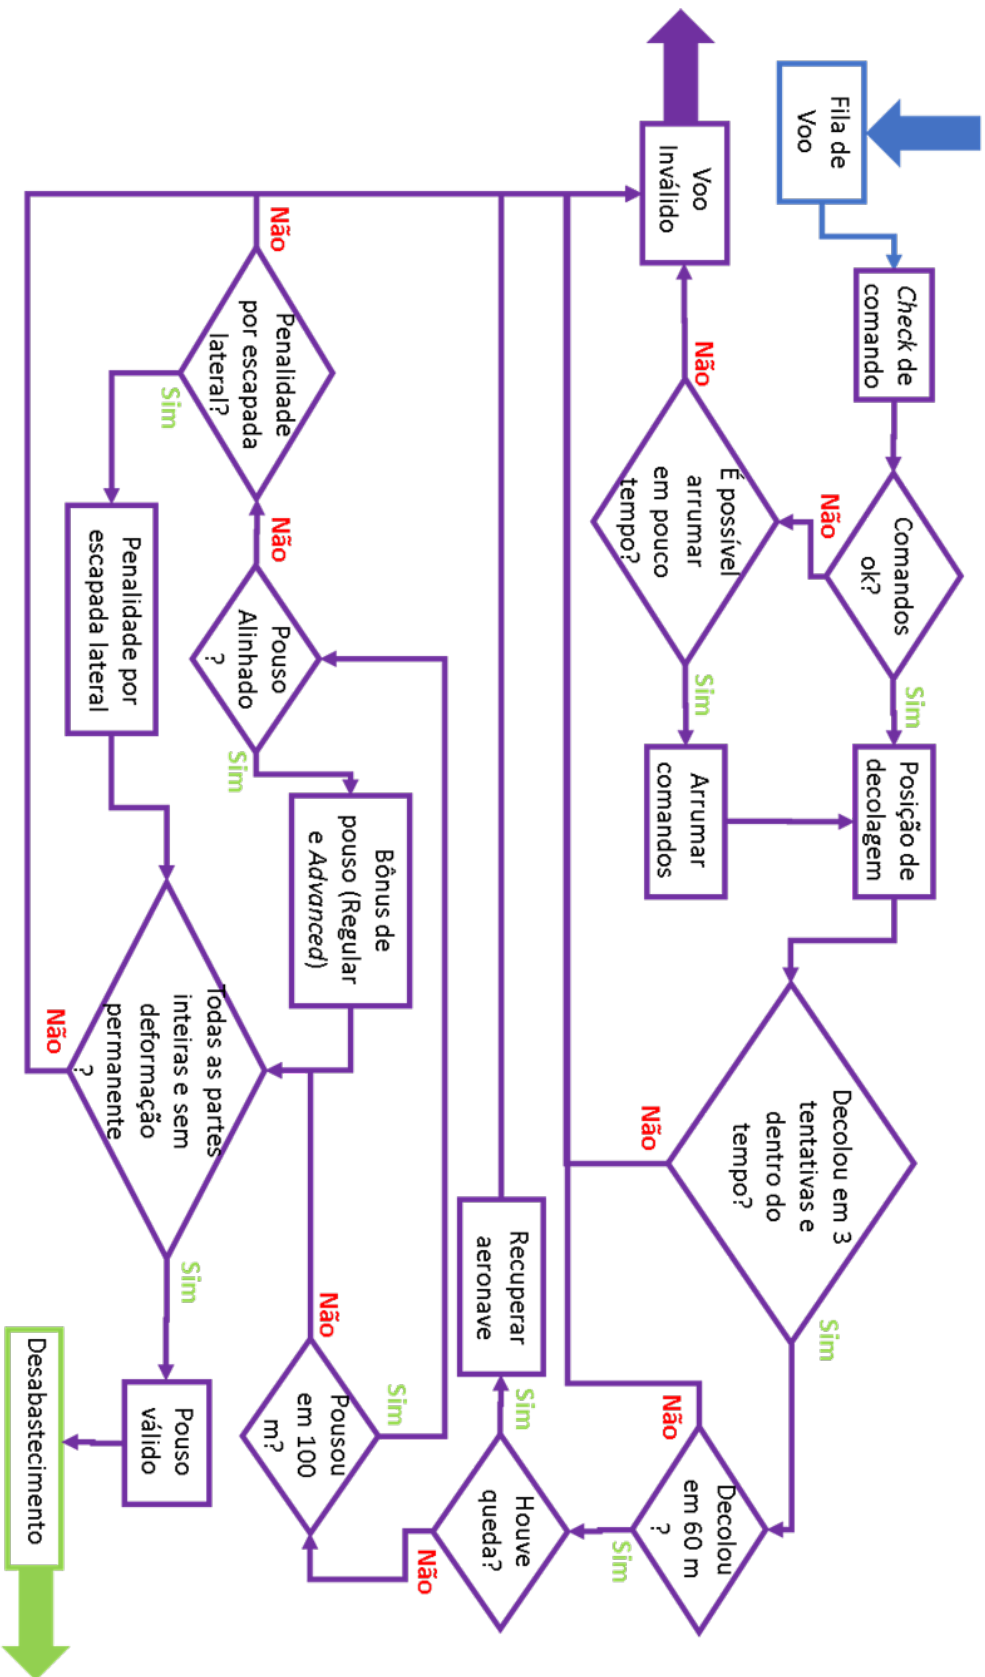 Fila de
Voo
Check de
comando
Comandos
ok?
Não
Sim
Posição de
decolagem
Voo
Inválido
Não
É possível
arrumar
em pouco
tempo?
Sim
Arrumar
comandos
Decolou em 3
tentativas e
dentro do
tempo?
Não
Sim
Decolou
em 60 m
?
Não
Sim
Houve
queda?
Sim
Não
Recuperar
aeronave
Pousou
em 100
m?
Sim
Não
Pouso
Alinhado
?
Não
Sim
Bônus de
pouso (Regular
e Advanced)
Penalidade
por escapada
lateral?
Não
Sim
Penalidade por
escapada lateral
Todas as partes
inteiras e sem
deformação
permanente
?
Não
Sim
Pouso
válido
Desabastecimento